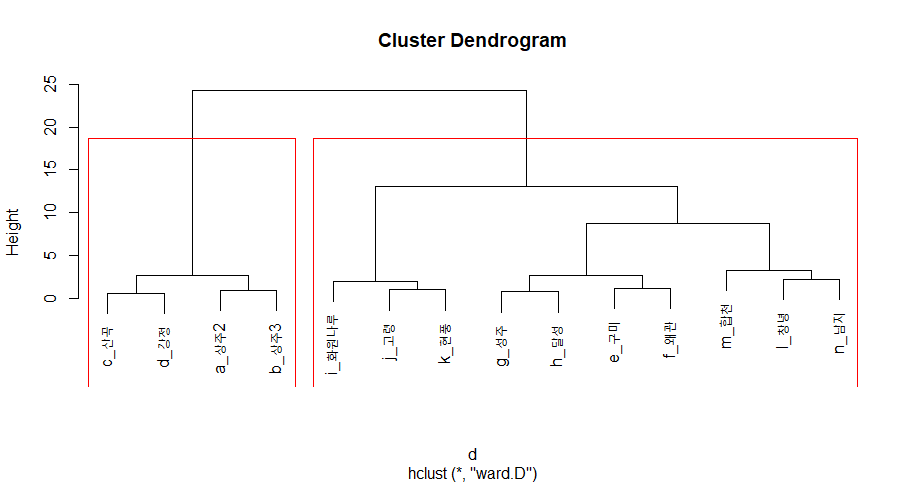 Cluster Dendrogram
Height
25
20
15
10
5
0
c_산곡
d_강정
a_상주2
b_상주3
i_화원나루
j_고령
k_현풍
g_성주
h_달성
e_구미
f_왜관
m_합천
l_창녕
n_남지
d
hclust (*, "ward.D")